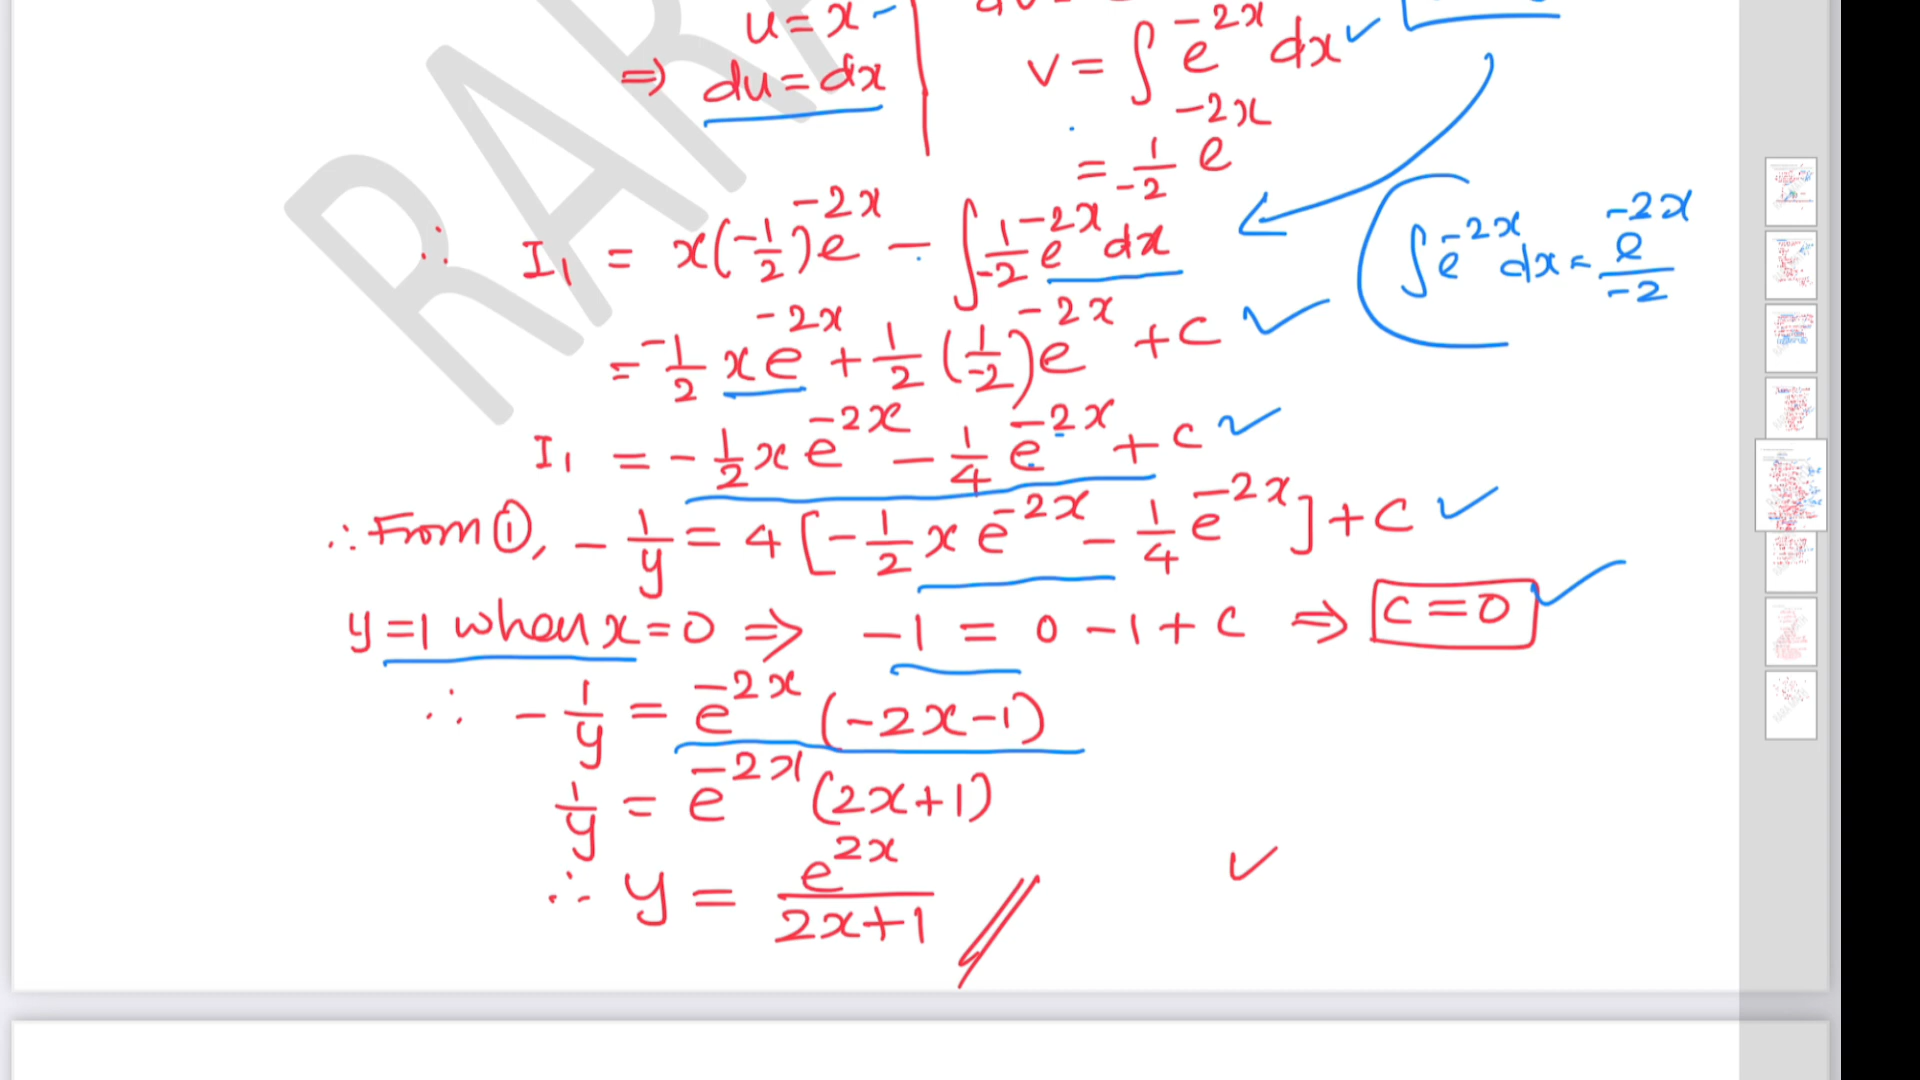 u = x
⇒ du = dx
v = ∫ e^{-2x} dx
= 1/-2 e^{-2x}
∴ I₁ = x(-1/2)e^{-2x} - ∫ 1/-2 e^{-2x} dx
∫ e^{-2x} dx = e^{-2x}/-2
= -1/2 x e^{-2x} + 1/2 (1/-2) e^{-2x} + C
I₁ = -1/2 x e^{-2x} - 1/4 e^{-2x} + C
∴ From ①, -1/y = 4 [-1/2 x e^{-2x} - 1/4 e^{-2x}] + C
y = 1 when x = 0 ⇒ -1 = 0 - 1 + C ⇒ C = 0
∴ -1/y = e^{-2x} (-2x-1)
1/y = e^{-2x} (2x+1)
∴ y = e^{2x}/2x+1